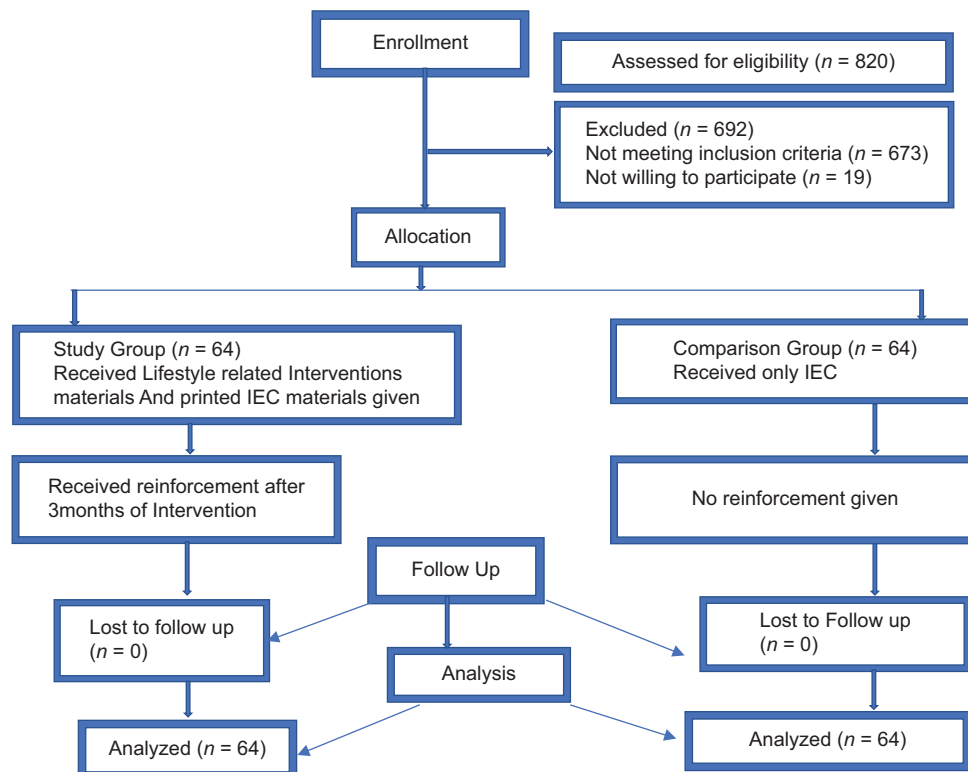 Enrollment
Assessed for eligibility (n = 820)
Excluded (n = 692)
Not meeting inclusion criteria (n = 673)
Not willing to participate (n = 19)
Allocation
Study Group (n = 64)
Received Lifestyle related Interventions
materials And printed IEC materials given
Comparison Group (n = 64)
Received only IEC
Received reinforcement after
3months of Intervention
No reinforcement given
Follow Up
Lost to follow up
(n = 0)
Lost to Follow up
(n = 0)
Analysis
Analyzed (n = 64)
Analyzed (n = 64)